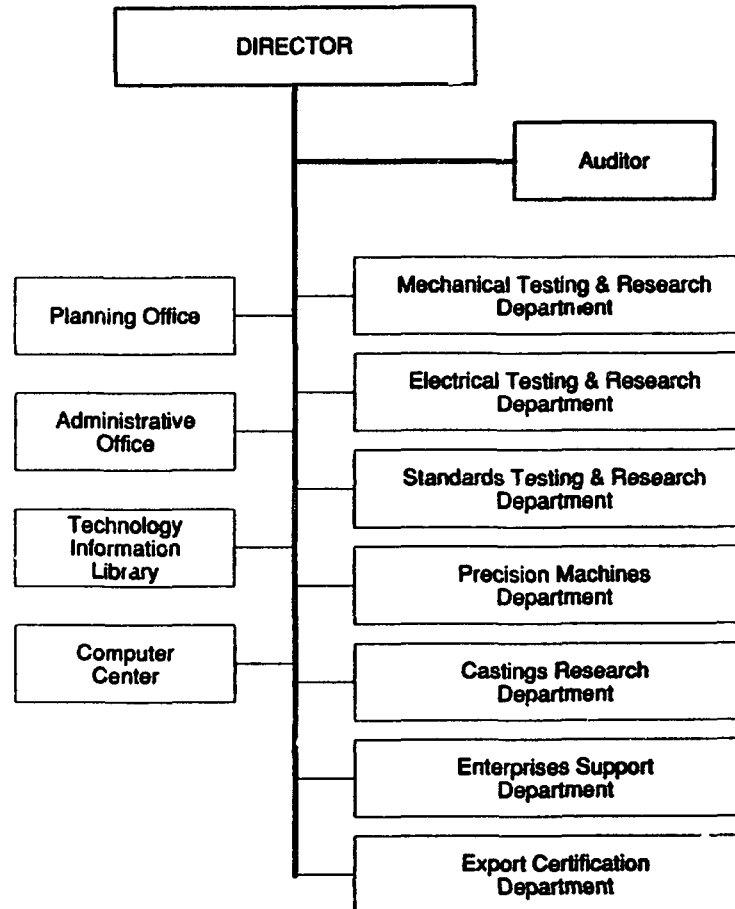 DIRECTOR
Auditor
Planning Office
Administrative
Office
Technology
Information
Library
Computer
Center
Mechanical Testing & Research
Department
Electrical Testing & Research
Department
Standards Testing & Research
Department
Precision Machines
Department
Castings Research
Department
Enterprises Support
Department
Export Certification
Department